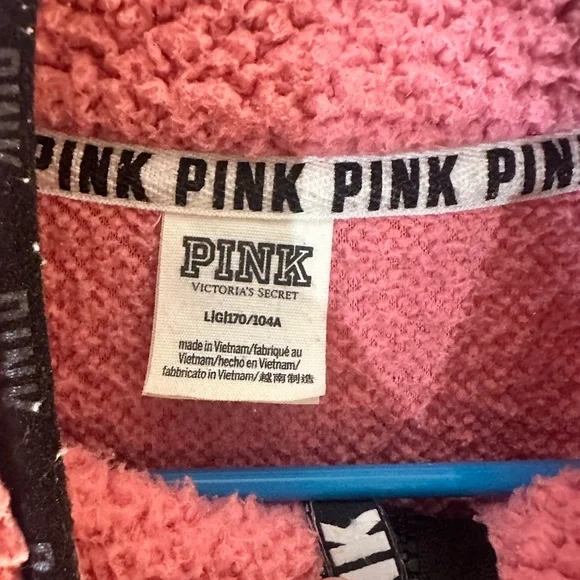 PINK PINK PINK PINK
PINK
VICTORIA'S SECRET
L|G|170/104A
made in Vietnam/fabriqué au
Vietnam/hecho en Vietnam/
fabbricato in Vietnam/越南制造